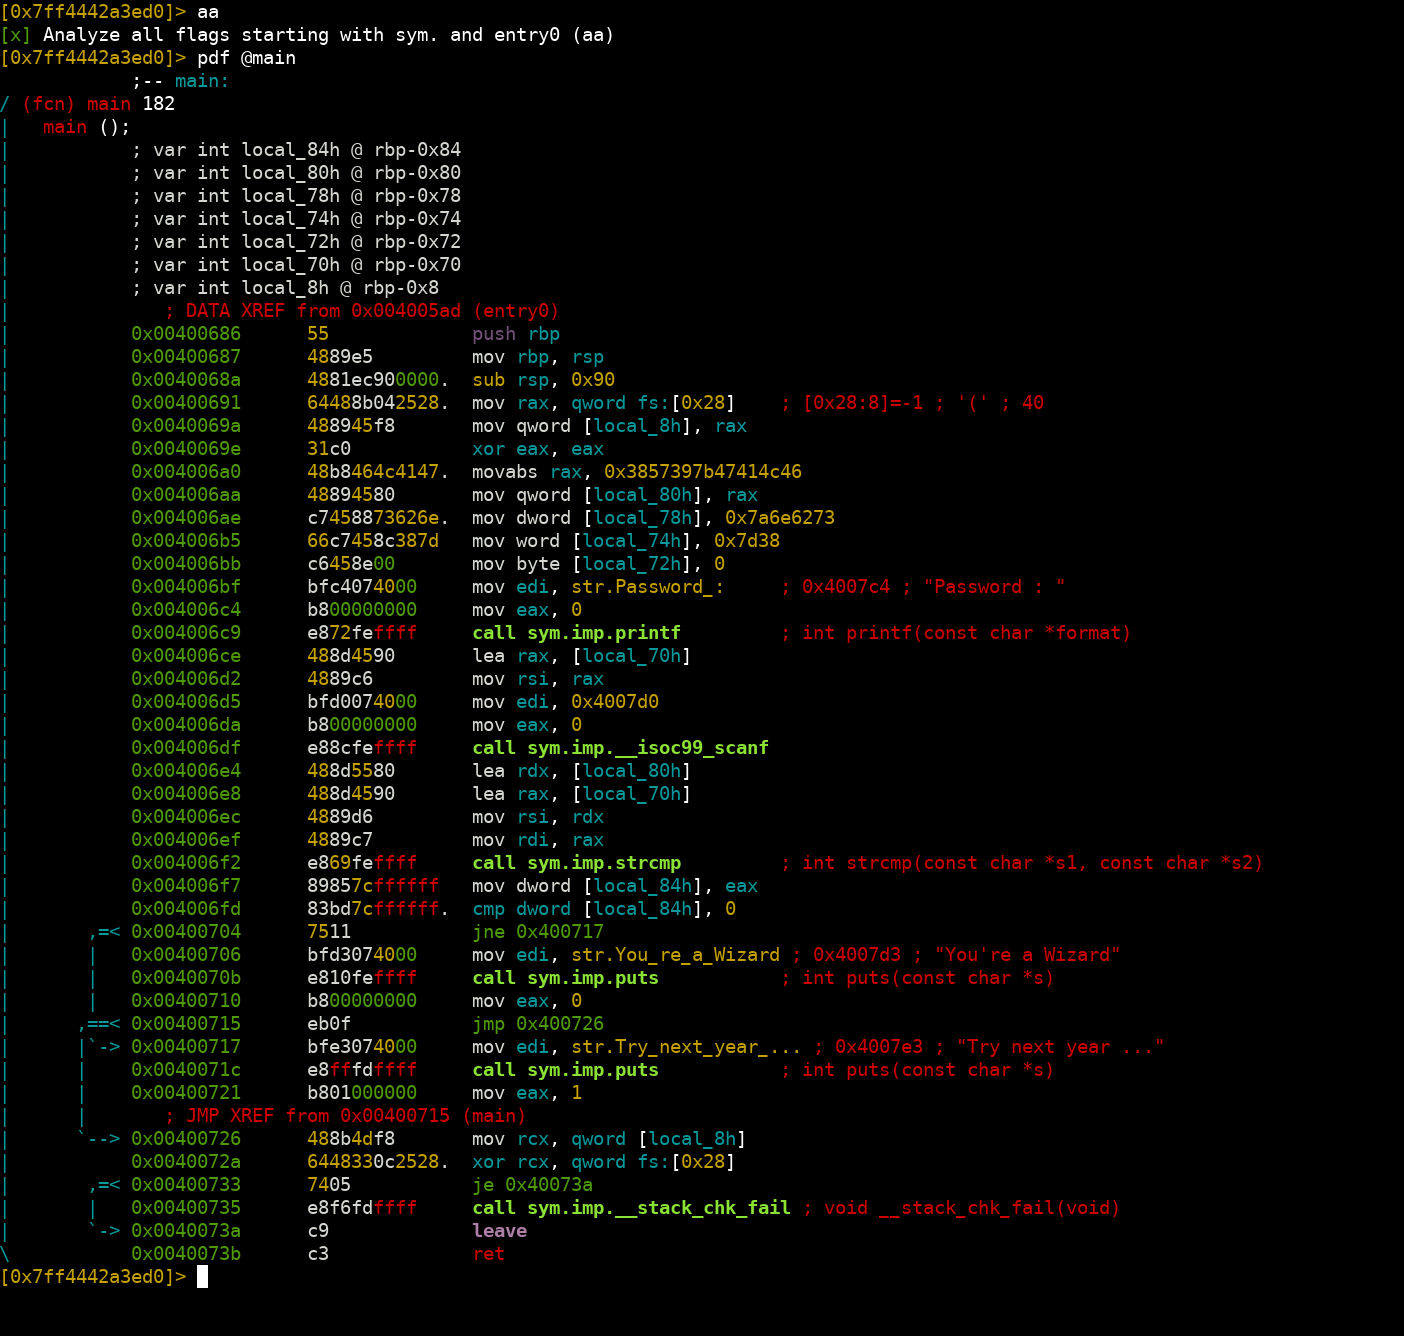 [0x7ff4442a3ed0]> aa
[x] Analyze all flags starting with sym. and entry0 (aa)
[0x7ff4442a3ed0]> pdf @main
            ;-- main:
/ (fcn) main 182
|   main ();
|           ; var int local_84h @ rbp-0x84
|           ; var int local_80h @ rbp-0x80
|           ; var int local_78h @ rbp-0x78
|           ; var int local_74h @ rbp-0x74
|           ; var int local_72h @ rbp-0x72
|           ; var int local_70h @ rbp-0x70
|           ; var int local_8h @ rbp-0x8
|              ; DATA XREF from 0x004005ad (entry0)
|           0x00400686      55             push rbp
|           0x00400687      4889e5         mov rbp, rsp
|           0x0040068a      4881ec900000.  sub rsp, 0x90
|           0x00400691      64488b042528.  mov rax, qword fs:[0x28]    ; [0x28:8]=-1 ; '(' ; 40
|           0x0040069a      488945f8       mov qword [local_8h], rax
|           0x0040069e      31c0           xor eax, eax
|           0x004006a0      48b8464c4147.  movabs rax, 0x3857397b47414c46
|           0x004006aa      48894580       mov qword [local_80h], rax
|           0x004006ae      c7458873626e.  mov dword [local_78h], 0x7a6e6273
|           0x004006b5      66c7458c387d   mov word [local_74h], 0x7d38
|           0x004006bb      c6458e00       mov byte [local_72h], 0
|           0x004006bf      bfc4074000     mov edi, str.Password_:     ; 0x4007c4 ; "Password : "
|           0x004006c4      b800000000     mov eax, 0
|           0x004006c9      e872feffff     call sym.imp.printf         ; int printf(const char *format)
|           0x004006ce      488d4590       lea rax, [local_70h]
|           0x004006d2      4889c6         mov rsi, rax
|           0x004006d5      bfd0074000     mov edi, 0x4007d0
|           0x004006da      b800000000     mov eax, 0
|           0x004006df      e88cfeffff     call sym.imp.__isoc99_scanf
|           0x004006e4      488d5580       lea rdx, [local_80h]
|           0x004006e8      488d4590       lea rax, [local_70h]
|           0x004006ec      4889d6         mov rsi, rdx
|           0x004006ef      4889c7         mov rdi, rax
|           0x004006f2      e869feffff     call sym.imp.strcmp         ; int strcmp(const char *s1, const char *s2)
|           0x004006f7      89857cffffff   mov dword [local_84h], eax
|           0x004006fd      83bd7cffffff.  cmp dword [local_84h], 0
|       ,=< 0x00400704      7511           jne 0x400717
|       |   0x00400706      bfd3074000     mov edi, str.You_re_a_Wizard ; 0x4007d3 ; "You're a Wizard"
|       |   0x0040070b      e810feffff     call sym.imp.puts           ; int puts(const char *s)
|       |   0x00400710      b800000000     mov eax, 0
|      ,==< 0x00400715      eb0f           jmp 0x400726
|      |`-> 0x00400717      bfe3074000     mov edi, str.Try_next_year_... ; 0x4007e3 ; "Try next year ..."
|      |    0x0040071c      e8fffdffff     call sym.imp.puts           ; int puts(const char *s)
|      |    0x00400721      b801000000     mov eax, 1
|      |       ; JMP XREF from 0x00400715 (main)
|      `--> 0x00400726      488b4df8       mov rcx, qword [local_8h]
|           0x0040072a      6448330c2528.  xor rcx, qword fs:[0x28]
|       ,=< 0x00400733      7405           je 0x40073a
|       |   0x00400735      e8f6fdffff     call sym.imp.__stack_chk_fail ; void __stack_chk_fail(void)
|       `-> 0x0040073a      c9             leave
\           0x0040073b      c3             ret
[0x7ff4442a3ed0]>